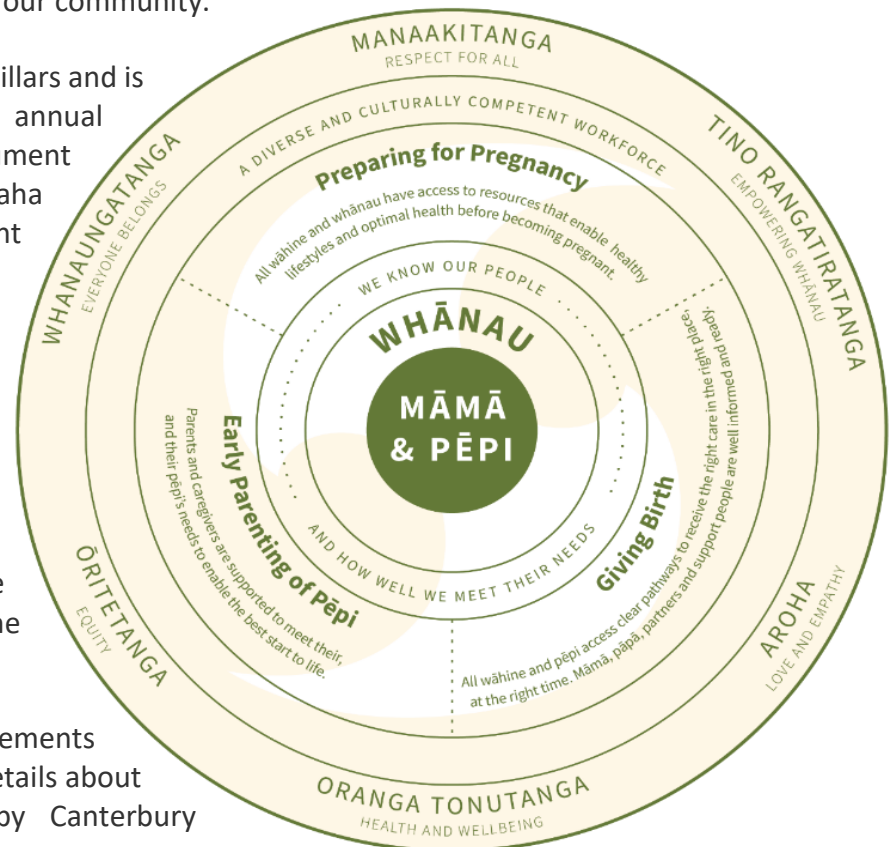 our community.
illars and is
annual
ement
aha
nt
e
ne
ements
etails about
by Canterbury
MANAAKITANGA
RESPECT FOR ALL
TINO RANGATIRATANGA
EMPOWERING WHĀNAU
AROHA
LOVE AND EMPATHY
ORANGA TONUTANGA
HEALTH AND WELLBEING
ŌRITETANGA
EQUITY
WHANAUNGATANGA
EVERYONE BELONGS
A DIVERSE AND CULTURALLY COMPETENT WORKFORCE
Preparing for Pregnancy
All wāhine and whānau have access to resources that enable healthy
lifestyles and optimal health before becoming pregnant.
Giving Birth
All wāhine and pēpi access clear pathways to receive the right care in the right place,
at the right time. Māmā, pāpā, partners and support people are well informed and ready.
Early Parenting of Pēpi
Parents and caregivers are supported to meet their,
and their pēpi's needs to enable the best start to life.
WE KNOW OUR PEOPLE
AND HOW WELL WE MEET THEIR NEEDS
WHĀNAU
MĀMĀ
& PĒPI